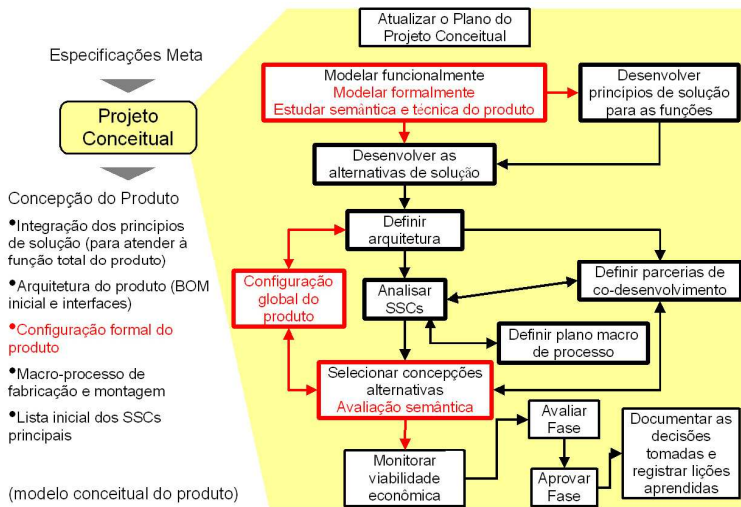 Especificações Meta
Projeto
Conceitual
Concepção do Produto
•Integração dos principios
de solução (para atender à
função total do produto)
•Arquitetura do produto (BOM
inicial e interfaces)
•Configuração formal do
produto
•Macro-processo de
fabricação e montagem
•Lista inicial dos SSCs
principais
(modelo conceitual do produto)
Atualizar o Plano do
Projeto Conceitual
Modelar funcionalmente
Modelar formalmente
Estudar semântica e técnica do produto
Desenvolver
principios de solução
para as funções
Desenvolver as
alternativas de solução
Definir
arquitetura
Configuração
global do
produto
Analisar
SSCs
Definir parcerias de
co-desenvolvimento
Definir plano macro
de processo
Selecionar concepções
alternativas
Avaliação semântica
Monitorar
viabilidade
econômica
Avaliar
Fase
Aprovar
Fase
Documentar as
decisões
tomadas e
registrar lições
aprendidas